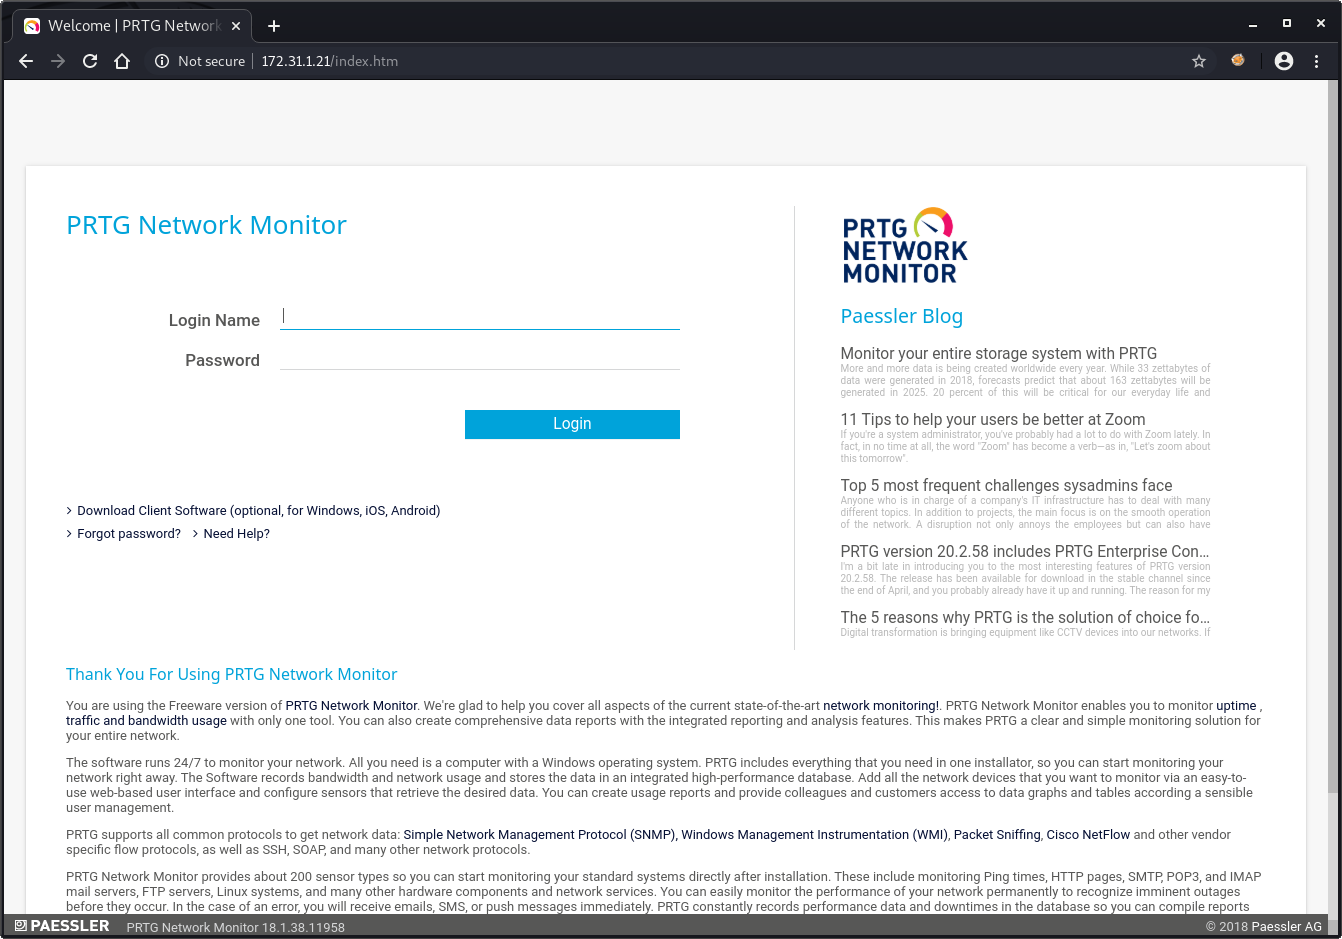 Welcome | PRTG Network
Not secure
172.31.1.21/index.htm
PRTG Network Monitor
Login Name
Password
Login
Download Client Software (optional, for Windows, iOS, Android)
Forgot password?
Need Help?
PRTG
NETWORK
MONITOR
Paessler Blog
Monitor your entire storage system with PRTG
More and more data is being created worldwide every year. While 33 zettabytes of
data were generated in 2018, forecasts predict that about 163 zettabytes will be
generated in 2025. 20 percent of this will be critical for our everyday life and
11 Tips to help your users be better at Zoom
If you're a system administrator, you've probably had a lot to do with Zoom lately. In
fact, in no time at all, the word "Zoom" has become a verb—as in, "Let's zoom about
this tomorrow".
Top 5 most frequent challenges sysadmins face
Anyone who is in charge of a company's IT infrastructure has to deal with many
different topics. In addition to projects, the main focus is on the smooth operation
of the network. A disruption not only annoys the employees but can also have
PRTG version 20.2.58 includes PRTG Enterprise Con...
I'm a bit late in introducing you to the most interesting features of PRTG version
20.2.58. The release has been available for download in the stable channel since
the end of April, and you probably already have it up and running. The reason for my
The 5 reasons why PRTG is the solution of choice fo...
Digital transformation is bringing equipment like CCTV devices into our networks. If
Thank You For Using PRTG Network Monitor
You are using the Freeware version of PRTG Network Monitor. We're glad to help you cover all aspects of the current state-of-the-art network monitoring!. PRTG Network Monitor enables you to monitor uptime ,
traffic and bandwidth usage with only one tool. You can also create comprehensive data reports with the integrated reporting and analysis features. This makes PRTG a clear and simple monitoring solution for
your entire network.
The software runs 24/7 to monitor your network. All you need is a computer with a Windows operating system. PRTG includes everything that you need in one installator, so you can start monitoring your
network right away. The Software records bandwidth and network usage and stores the data in an integrated high-performance database. Add all the network devices that you want to monitor via an easy-
use web-based user interface and configure sensors that retrieve the desired data. You can create usage reports and provide colleagues and customers access to data graphs and tables according a sensible
user management.
PRTG supports all common protocols to get network data: Simple Network Management Protocol (SNMP), Windows Management Instrumentation (WMI), Packet Sniffing, Cisco NetFlow and other vendor
specific flow protocols, as well as SSH, SOAP, and many other network protocols.
PRTG Network Monitor provides about 200 sensor types so you can start monitoring your standard systems directly after installation. These include monitoring Ping times, HTTP pages, SMTP, POP3, and IMAP
mail servers, FTP servers, Linux systems, and many other hardware components and network services. You can easily monitor the performance of your network permanently to recognize imminent outages
before they occur. In the case of an error, you will receive emails, SMS, or push messages immediately. PRTG constantly records performance data and downtimes in the database so you can compile reports
PAESSLER PRTG Network Monitor 18.1.38.11958
© 2018 Paessler AG